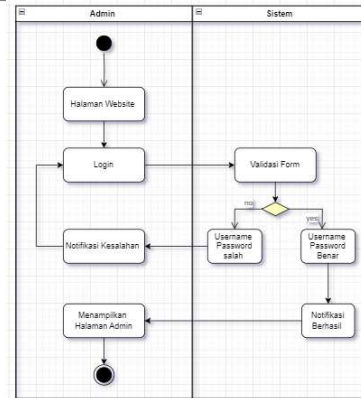 Admin
Sistem
Halaman Website
Login
Validasi Form
no
yes
Username
Password
salah
Username
Password
Benar
Notifikasi Kesalahan
Menampilkan
Halaman Admin
Notifikasi
Berhasil